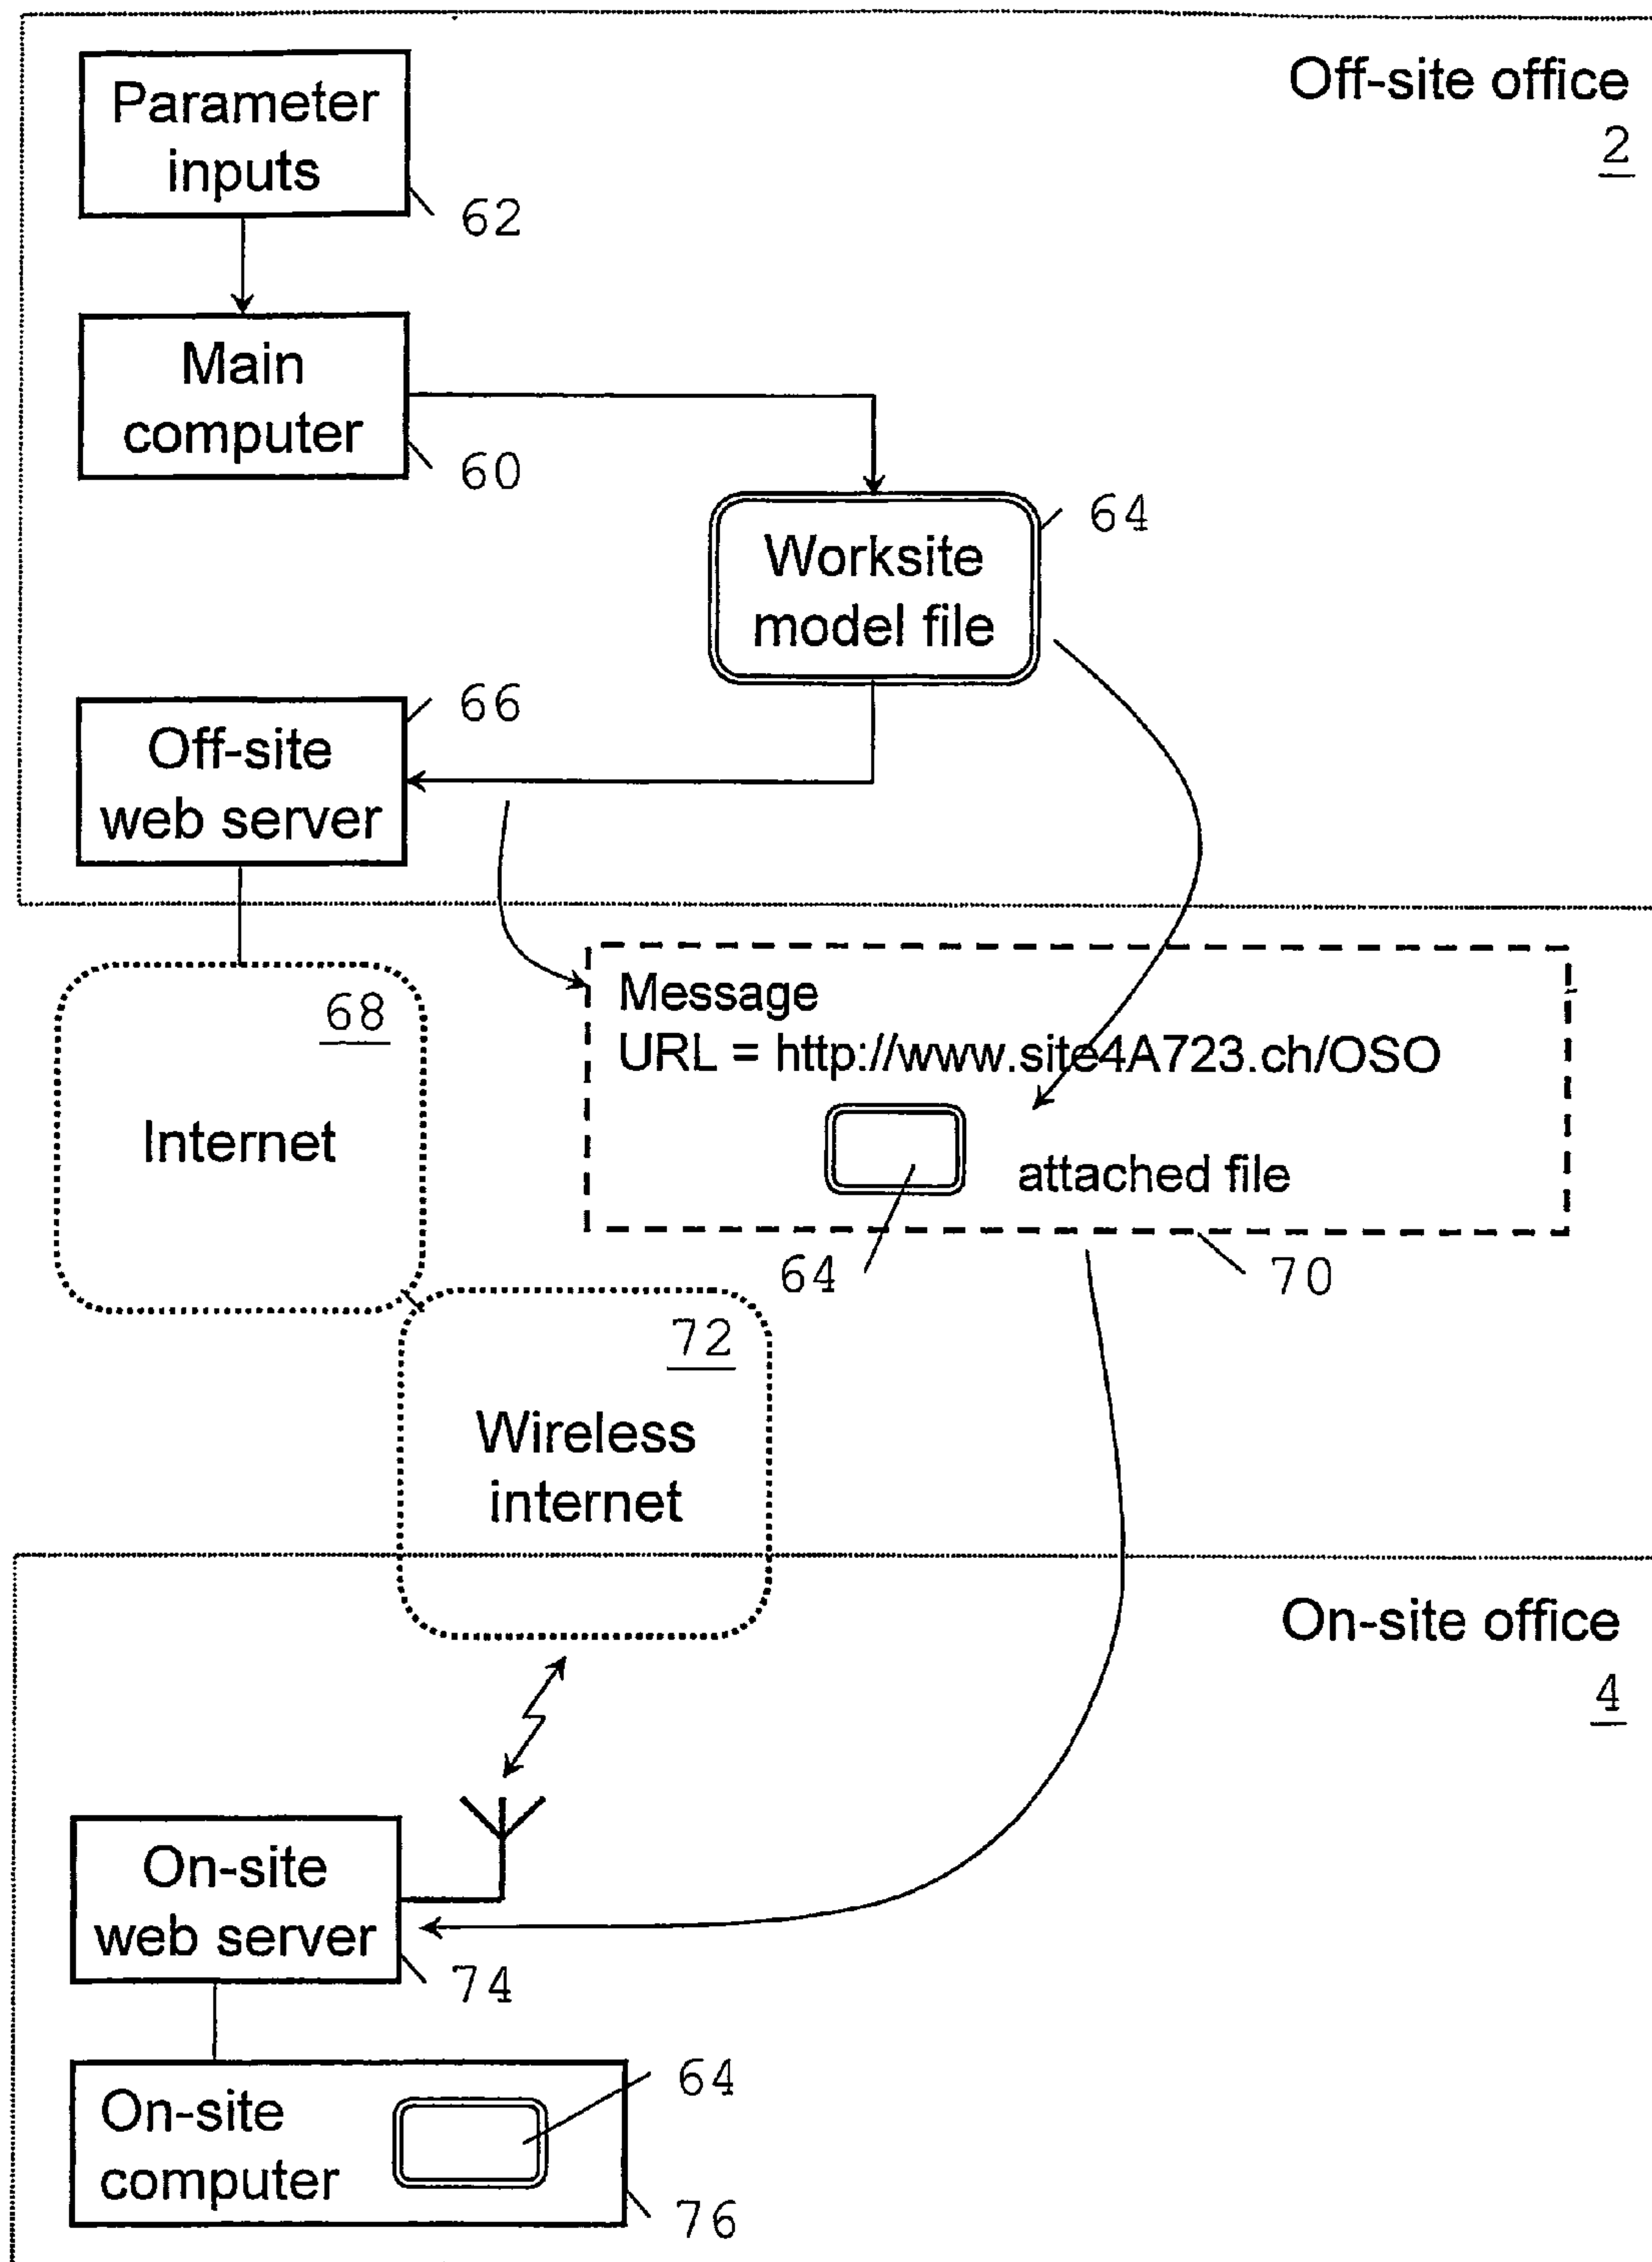 Off-site office
2
Parameter
inputs
62
Main
computer
60
Worksite
model file
64
Off-site
web server
66
68
Internet
Message
URL = http://www.site4A723.ch/OSO
attached file
64
70
72
Wireless
internet
On-site office
4
On-site
web server
74
On-site
computer
64
76